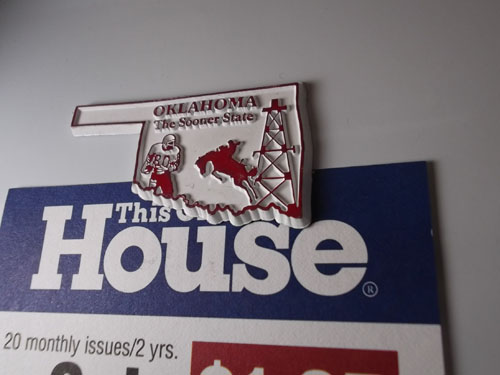 OKLAHOMA
The Sooner State
80
This
House®
20 monthly issues/2 yrs.